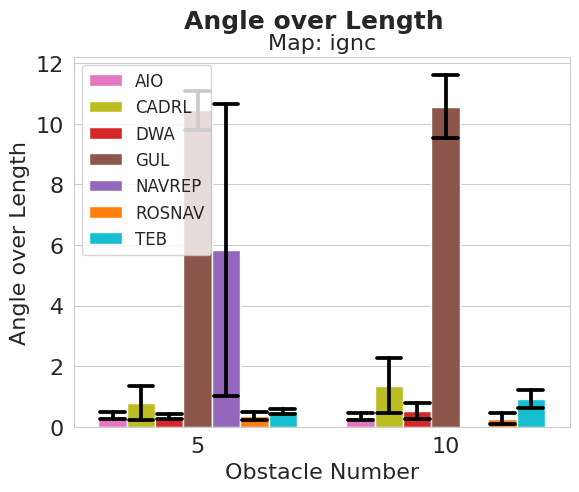 Angle over Length
Map: ignc
12
10
8
6
4
2
0
Angle over Length
AIO
CADRL
DWA
GUL
NAVREP
ROSNAV
TEB
5
10
Obstacle Number